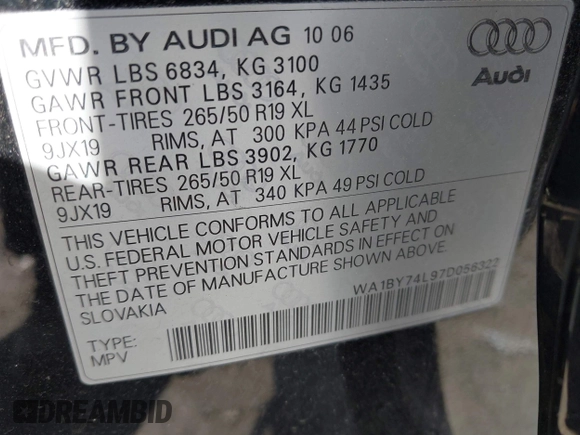 MFD. BY AUDI AG 10 06
GVWR LBS 6834, KG 3100
GAWR FRONT LBS 3164, KG 1435
FRONT-TIRES 265/50 R19 XL
9JX19 RIMS, AT 300 KPA 44 PSI COLD
GAWR REAR LBS 3902, KG 1770
REAR-TIRES 265/50 R19 XL
9JX19 RIMS, AT 340 KPA 49 PSI COLD
Audi
THIS VEHICLE CONFORMS TO ALL APPLICABLE
U.S. FEDERAL MOTOR VEHICLE SAFETY AND
THEFT PREVENTION STANDARDS IN EFFECT ON
THE DATE OF MANUFACTURE SHOWN ABOVE.
SLOVAKIA
WA1BY74L97D056322
TYPE:
MPV
DREAMBID